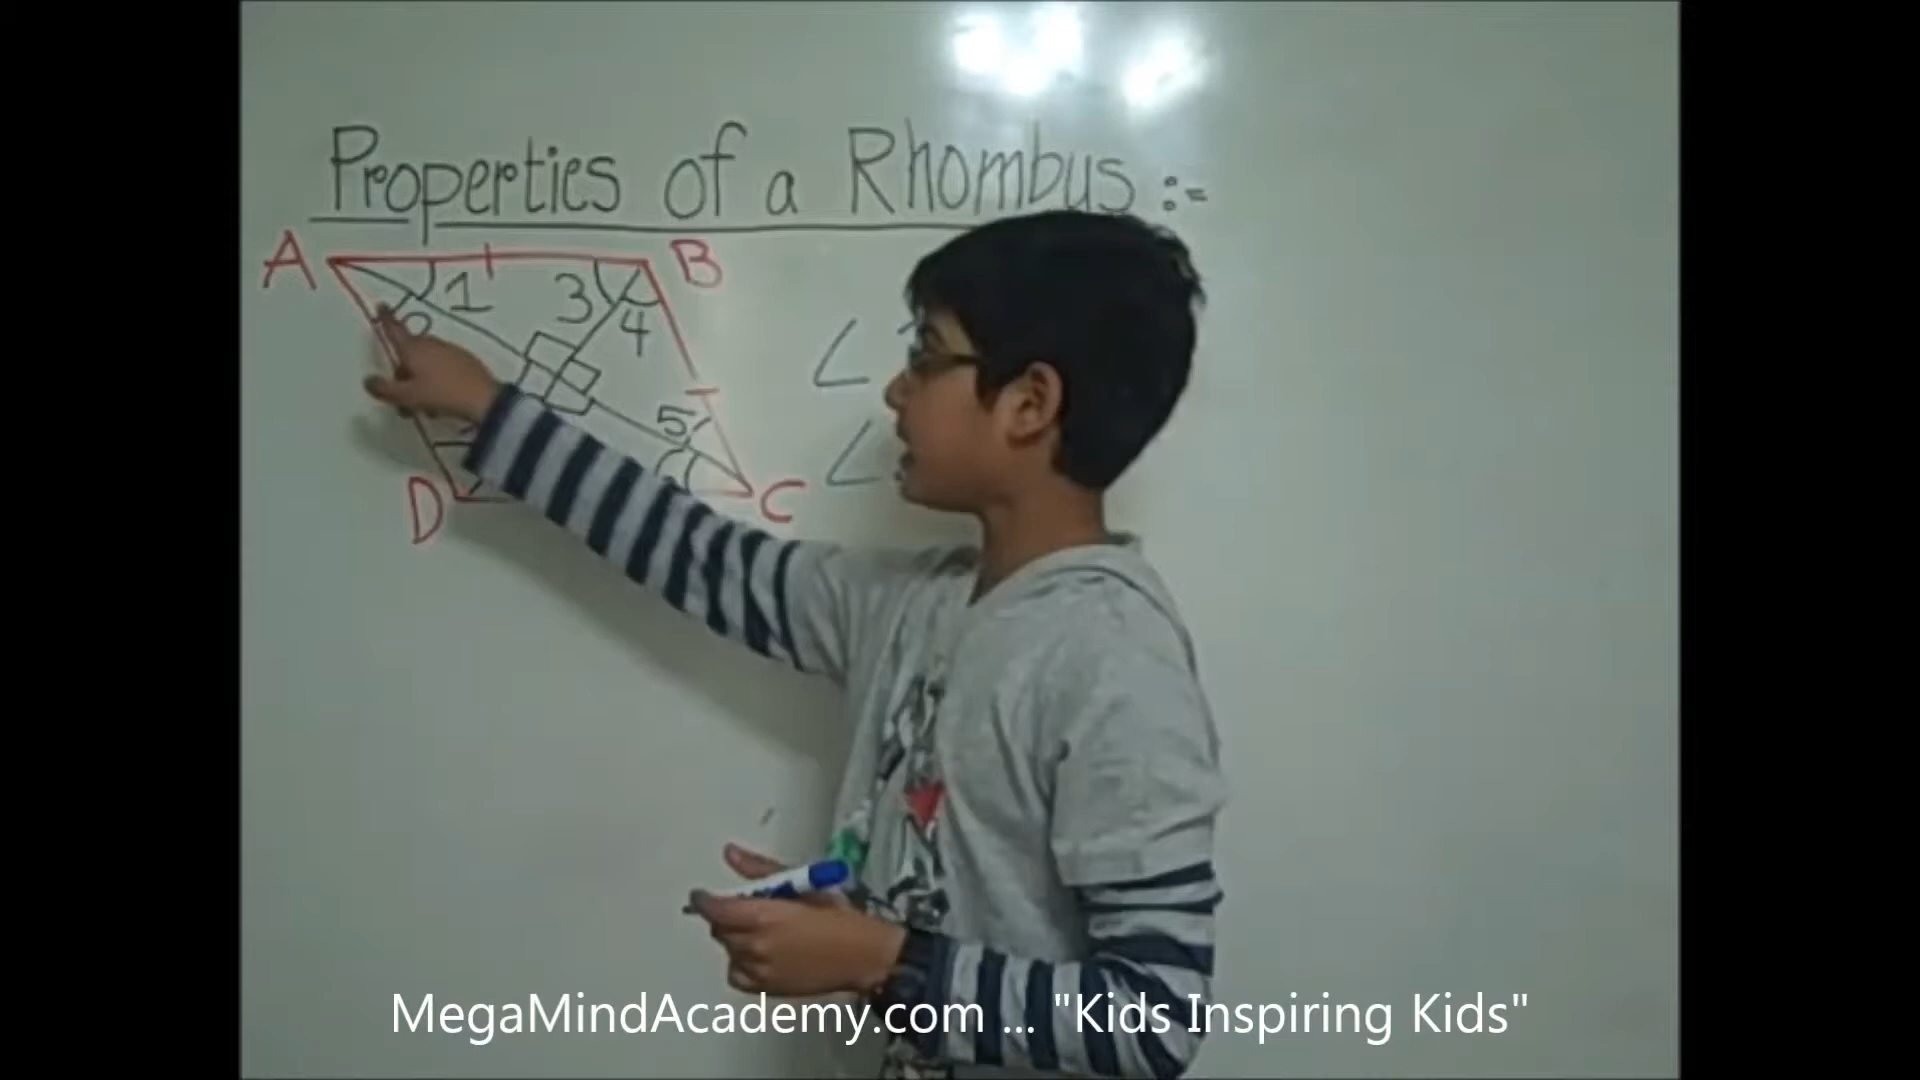 Properties of a Rhombus :-
A B
1 3 4
∠
5
∠
D C
MegaMindAcademy.com ... "Kids Inspiring Kids"